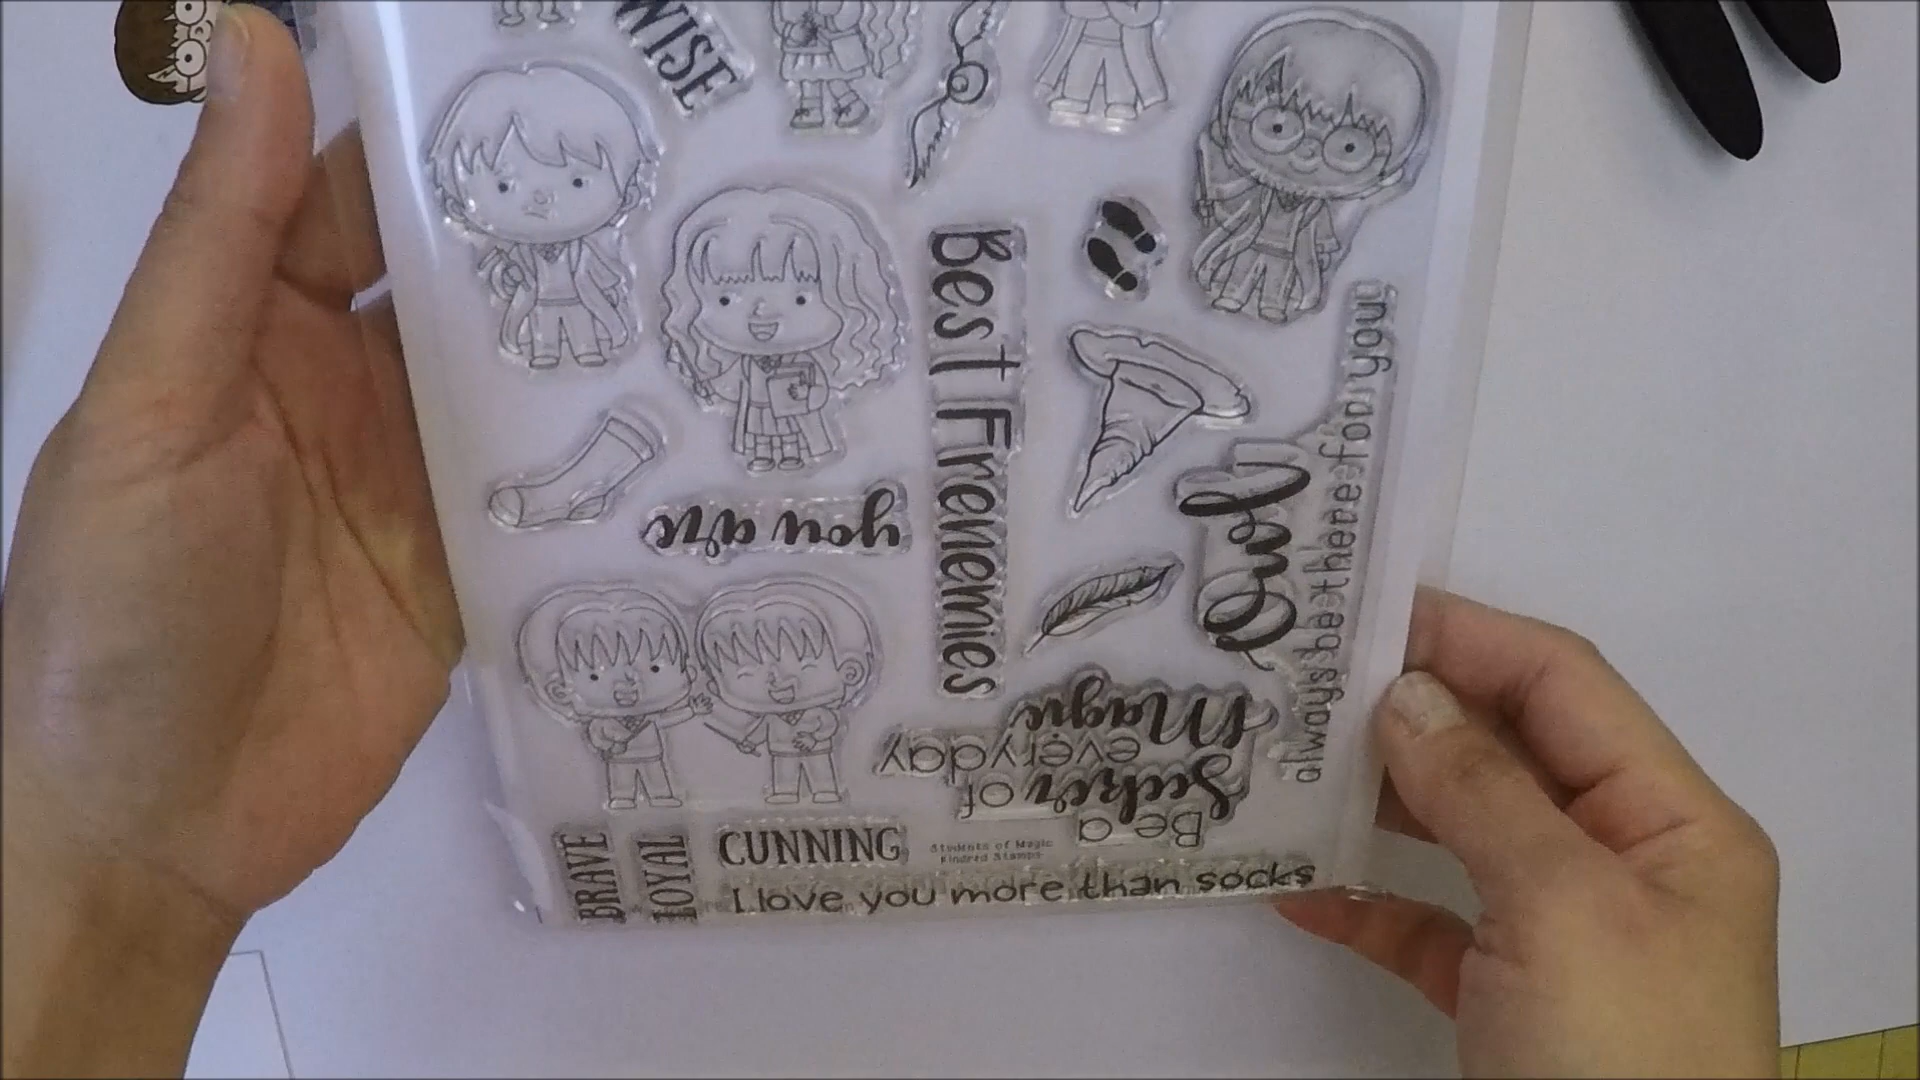 WISE
Best Frenemies
you
always be there for you
you are
Be a
Seeker of
everyday
Magic
BRAVE
LOYAL
CUNNING
Students of Magic
Kindred Stamps
I love you more than socks